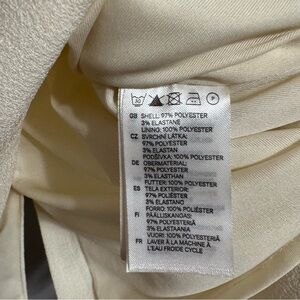 30
P
GB SHELL: 97% POLYESTER
3% ELASTANE
LINING: 100% POLYESTER
CZ SVRCHNÍ LÁTKA:
97% POLYESTER
3% ELASTAN
PODŠÍVKA: 100% POLYESTER
DE OBERMATERIAL:
97% POLYESTER
3% ELASTHAN
FUTTER: 100% POLYESTER
ES TELA EXTERIOR:
97% POLIÉSTER
3% ELASTANO
FORRO: 100% POLIÉSTER
FI PÄÄLLISKANGAS:
97% POLYESTERIÄ
3% ELASTAANIA
VUORI: 100% POLYESTERIÄ
FR LAVER À LA MACHINE À
L'EAU FROIDE CYCLE